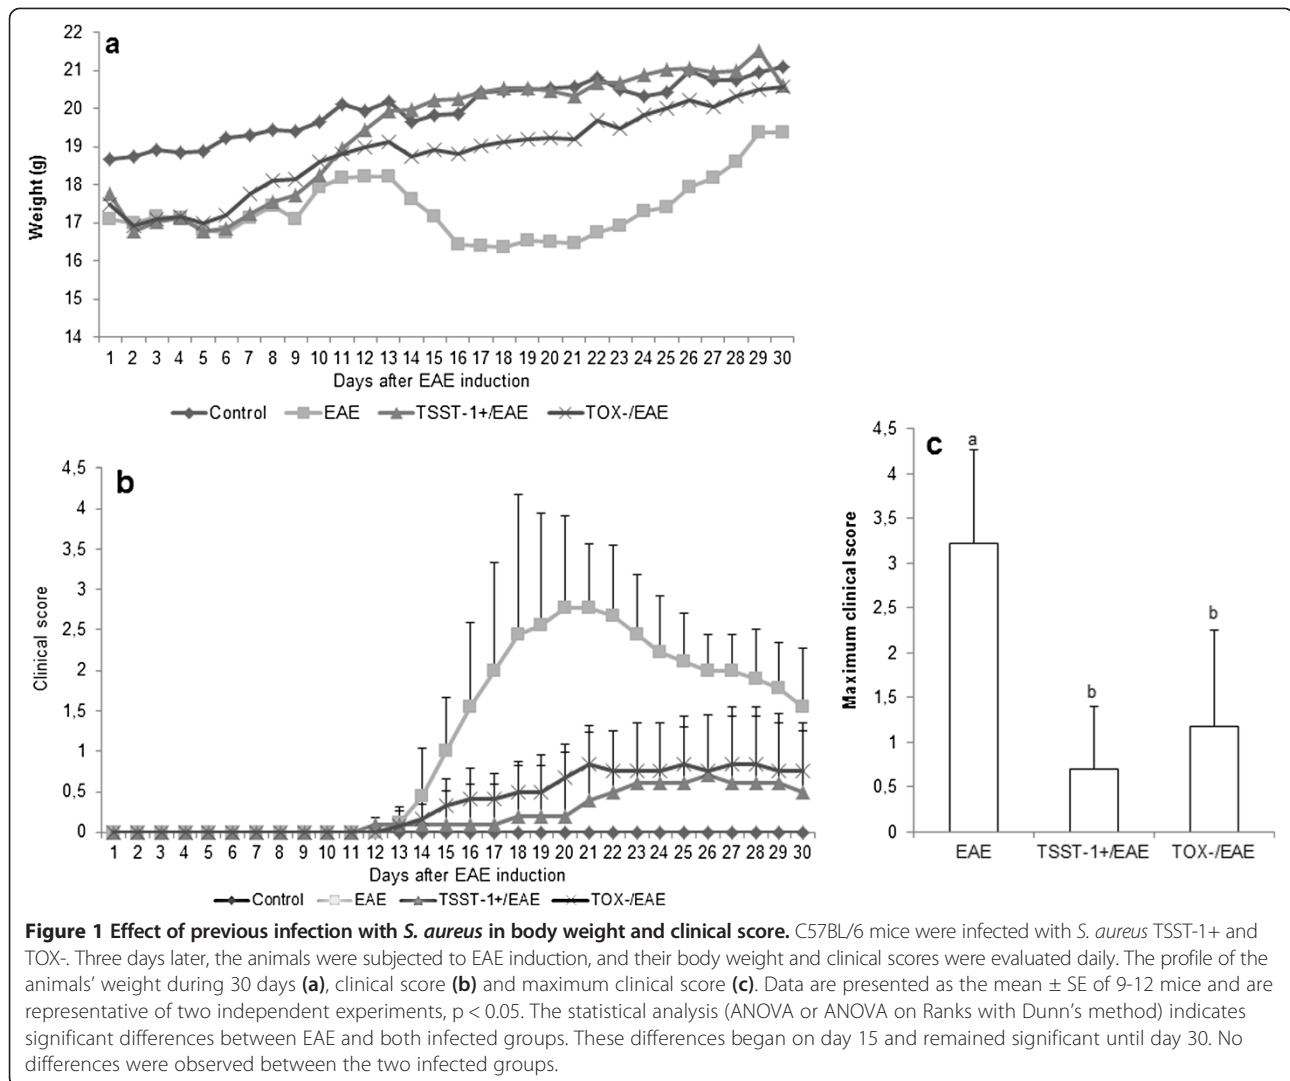 a
22
21
20
19
18
17
16
15
14
Weight (g)
1 2 3 4 5 6 7 8 9 10 11 12 13 14 15 16 17 18 19 20 21 22 23 24 25 26 27 28 29 30
Days after EAE induction
Control EAE TSST-1+/EAE TOX-/EAE
b
4,5
4
3,5
3
2,5
2
1,5
1
0,5
0
Clinical score
1 2 3 4 5 6 7 8 9 10 11 12 13 14 15 16 17 18 19 20 21 22 23 24 25 26 27 28 29 30
Days after EAE induction
Control EAE TSST-1+/EAE TOX-/EAE
c
4,5
4
3,5
3
2,5
2
1,5
1
0,5
0
Maximum clinical score
a
b
b
EAE TSST-1+/EAE TOX-/EAE
Figure 1 Effect of previous infection with S. aureus in body weight and clinical score. C57BL/6 mice were infected with S. aureus TSST-1+ and
TOX-. Three days later, the animals were subjected to EAE induction, and their body weight and clinical scores were evaluated daily. The profile of the
animals' weight during 30 days (a), clinical score (b) and maximum clinical score (c). Data are presented as the mean ± SE of 9-12 mice and are
representative of two independent experiments, p < 0.05. The statistical analysis (ANOVA or ANOVA on Ranks with Dunn's method) indicates
significant differences between EAE and both infected groups. These differences began on day 15 and remained significant until day 30. No
differences were observed between the two infected groups.